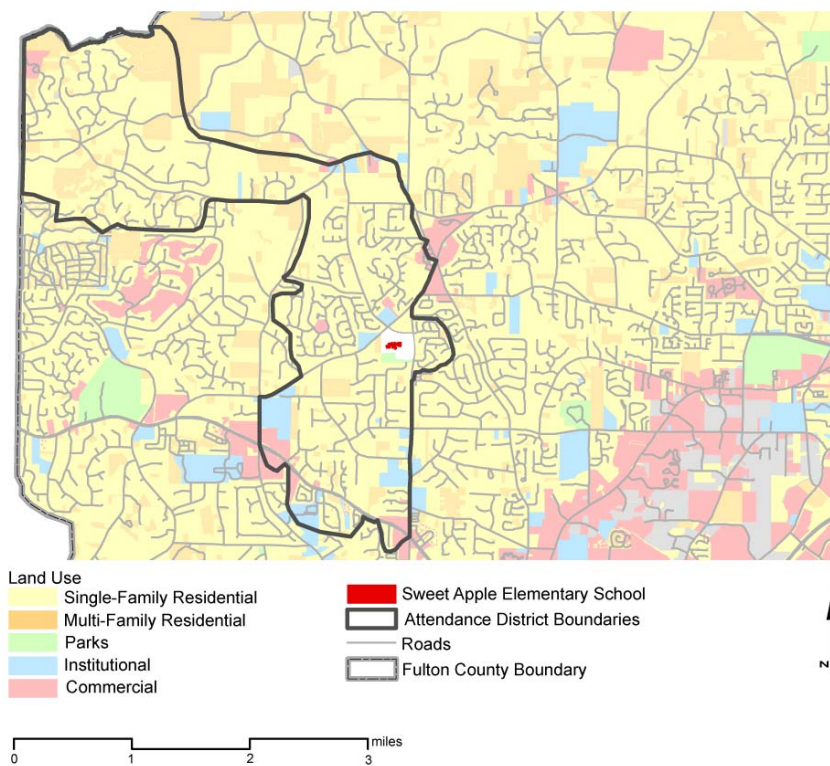 Land Use
Single-Family Residential
Multi-Family Residential
Parks
Institutional
Commercial
Sweet Apple Elementary School
Attendance District Boundaries
Roads
Fulton County Boundary
N
miles
0 1 2 3